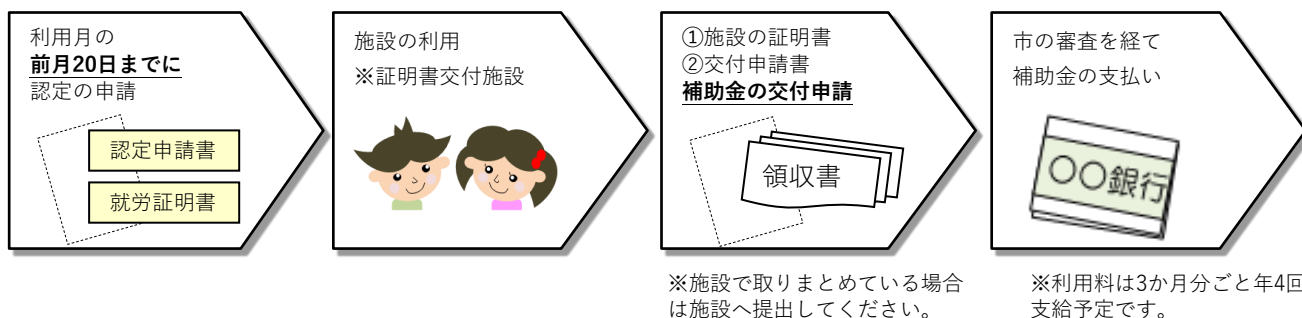 利用月の
前月20日までに
認定の申請
認定申請書
就労証明書
施設の利用
※証明書交付施設
①施設の証明書
②交付申請書
補助金の交付申請
領収書
※施設で取りまとめている場合
は施設へ提出してください。
市の審査を経て
補助金の支払い
〇〇銀行
※利用料は3か月分ごと年4回
支給予定です。